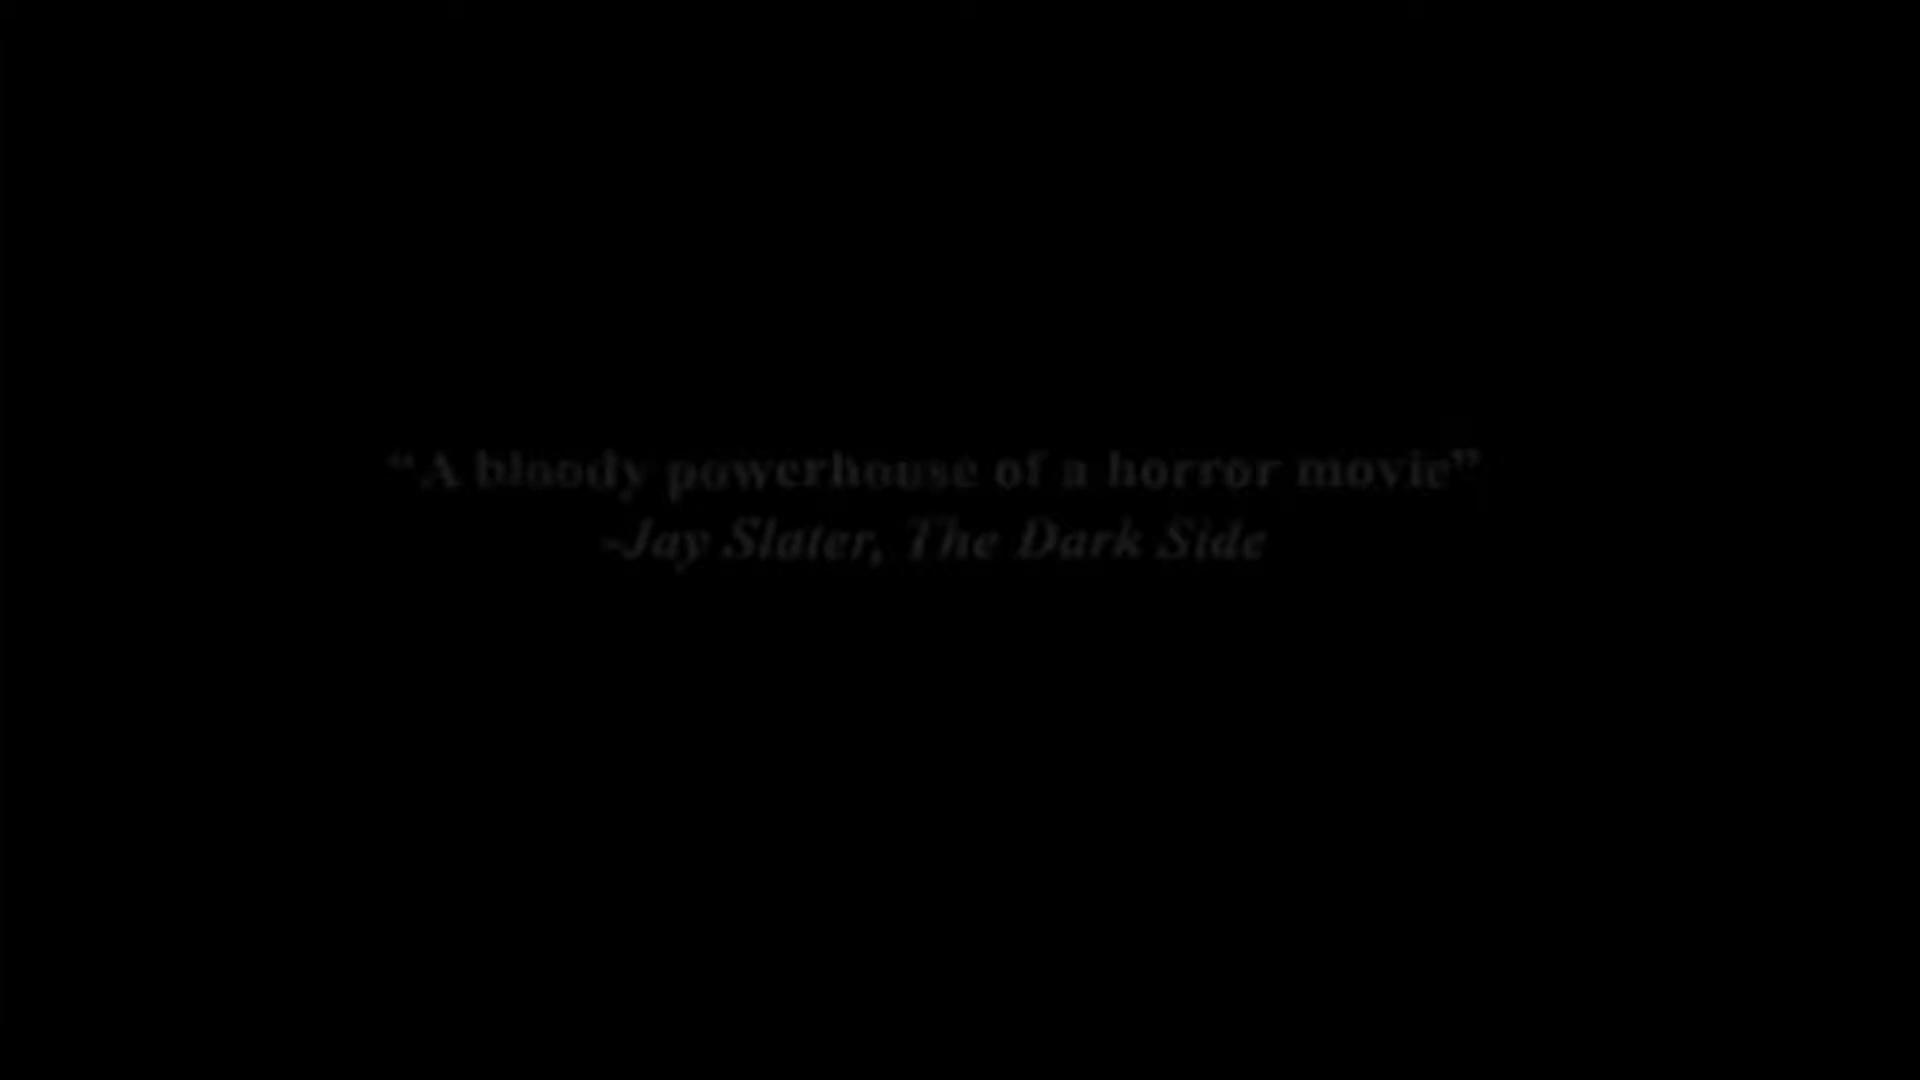 “A bloody powerhouse of a horror movie”
-Jay Slater, The Dark Side